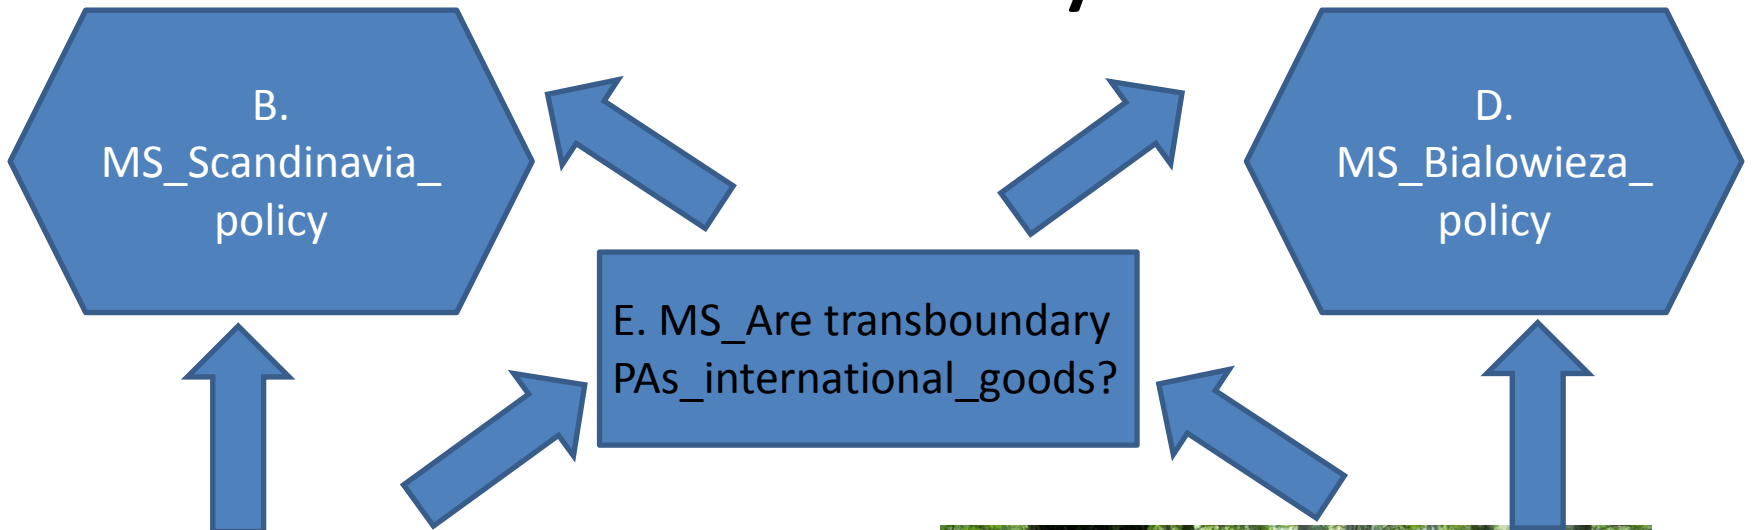 B.
MS_Scandinavia_
policy
D.
MS_Bialowieza_
policy
E. MS_Are transboundary
PAs_international_goods?